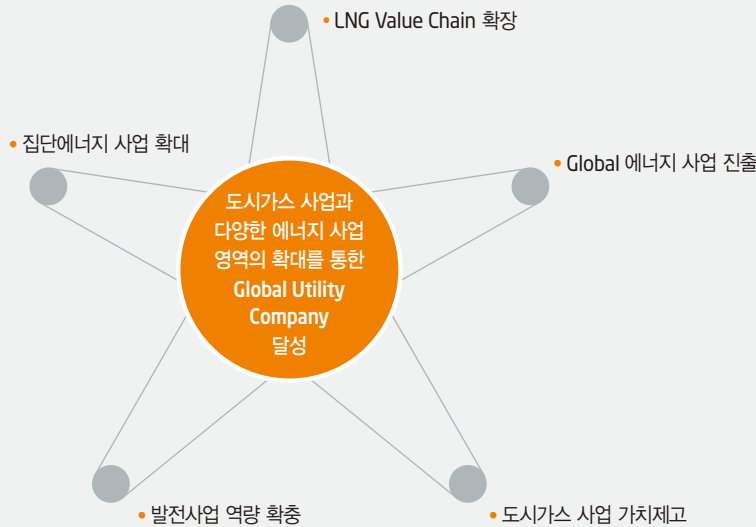 • LNG Value Chain 확장
• 집단에너지 사업 확대
• Global 에너지 사업 진출
도시가스 사업과
다양한 에너지 사업
영역의 확대를 통한
Global Utility
Company
달성
• 발전사업 역량 확충
• 도시가스 사업 가치제고